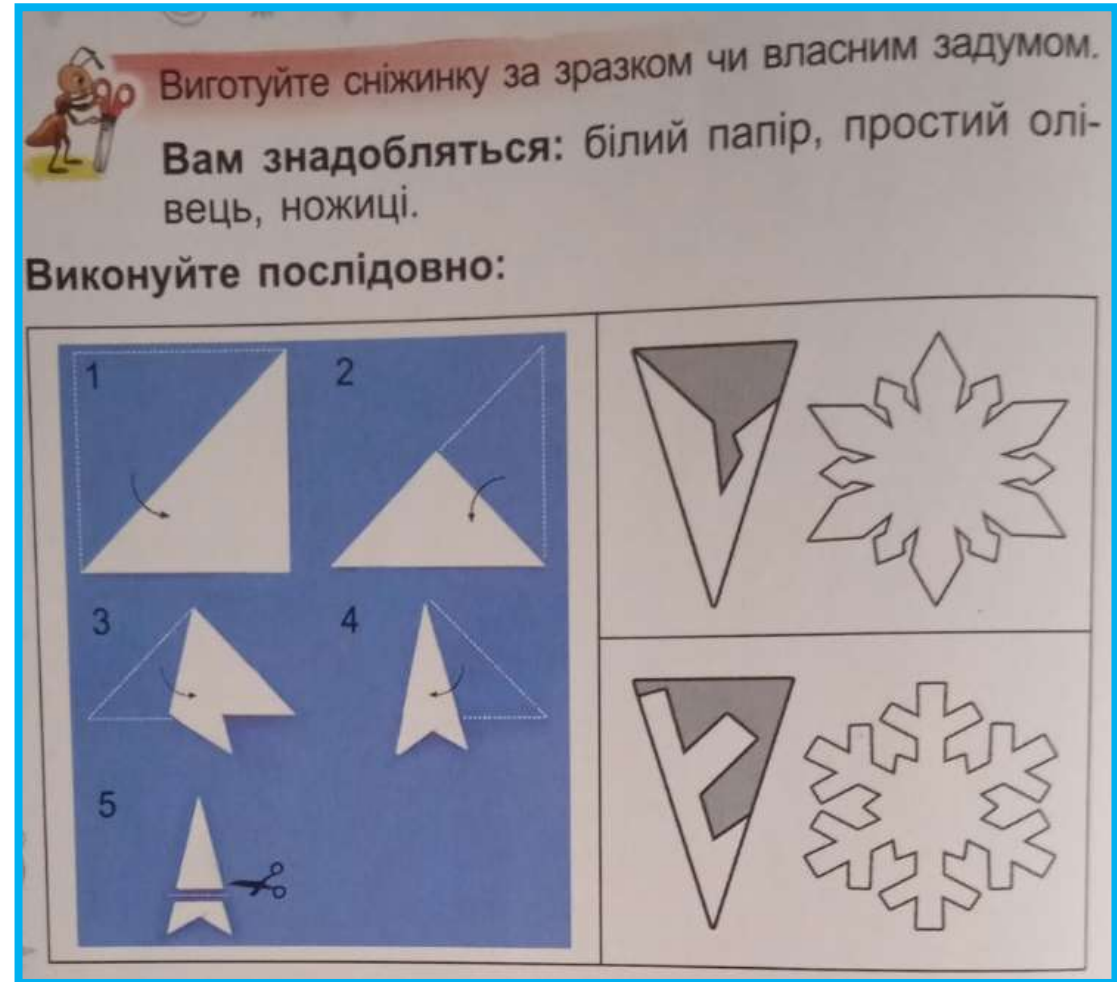 Виготуйте сніжинку за зразком чи власним задумом.
Вам знадобляться: білий папір, простий олі-
вець, ножиці.
Виконуйте послідовно:
1
2
3
4
5